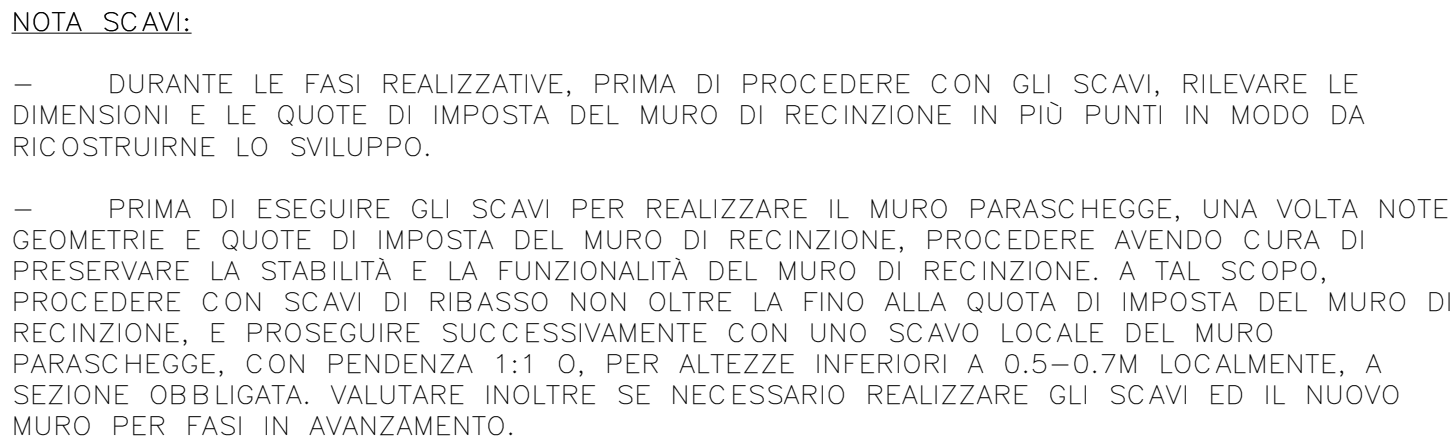 NOTA SCAVI:
– DURANTE LE FASI REALIZZATIVE, PRIMA DI PROCEDERE CON GLI SCAVI, RILEVARE LE
DIMENSIONI E LE QUOTE DI IMPOSTA DEL MURO DI RECINZIONE IN PIÙ PUNTI IN MODO DA
RICOSTRUIRNE LO SVILUPPO.
– PRIMA DI ESEGUIRE GLI SCAVI PER REALIZZARE IL MURO PARASCHEGGE, UNA VOLTA NOTE
GEOMETRIE E QUOTE DI IMPOSTA DEL MURO DI RECINZIONE, PROCEDERE AVENDO CURA DI
PRESERVARE LA STABILITÀ E LA FUNZIONALITÀ DEL MURO DI RECINZIONE. A TAL SCOPO,
PROCEDERE CON SCAVI DI RIBASSO NON OLTRE LA FINO ALLA QUOTA DI IMPOSTA DEL MURO DI
RECINZIONE, E PROSEGUIRE SUCCESSIVAMENTE CON UNO SCAVO LOCALE DEL MURO
PARASCHEGGE, CON PENDENZA 1:1 O, PER ALTEZZE INFERIORI A 0.5–0.7M LOCALMENTE, A
SEZIONE OBBLIGATA. VALUTARE INOLTRE SE NECESSARIO REALIZZARE GLI SCAVI ED IL NUOVO
MURO PER FASI IN AVANZAMENTO.